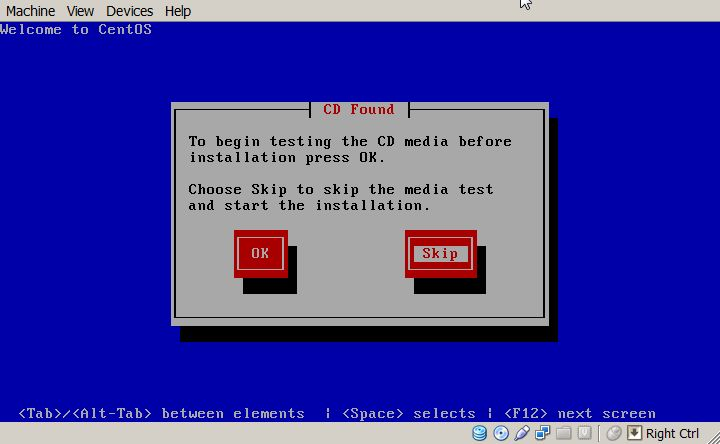 Machine View Devices Help
Welcome to CentOS
CD Found
To begin testing the CD media before
installation press OK.
Choose Skip to skip the media test
and start the installation.
OK Skip
<Tab>/<Alt-Tab> between elements | <Space> selects | <F12> next screen
Right Ctrl